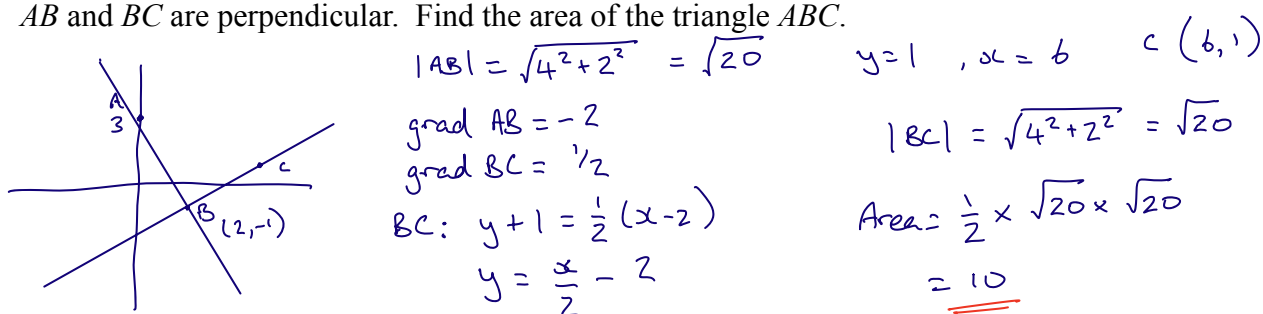 AB and BC are perpendicular. Find the area of the triangle ABC.
A
3
B
(2,-1)
C
|AB| = √(4² + 2²) = √20
grad AB = -2
grad BC = 1/2
BC: y + 1 = 1/2 (x - 2)
y = x/2 - 2
y = 1, x = 6 C (6, 1)
|BC| = √(4² + 2²) = √20
Area = 1/2 × √20 × √20
= 10